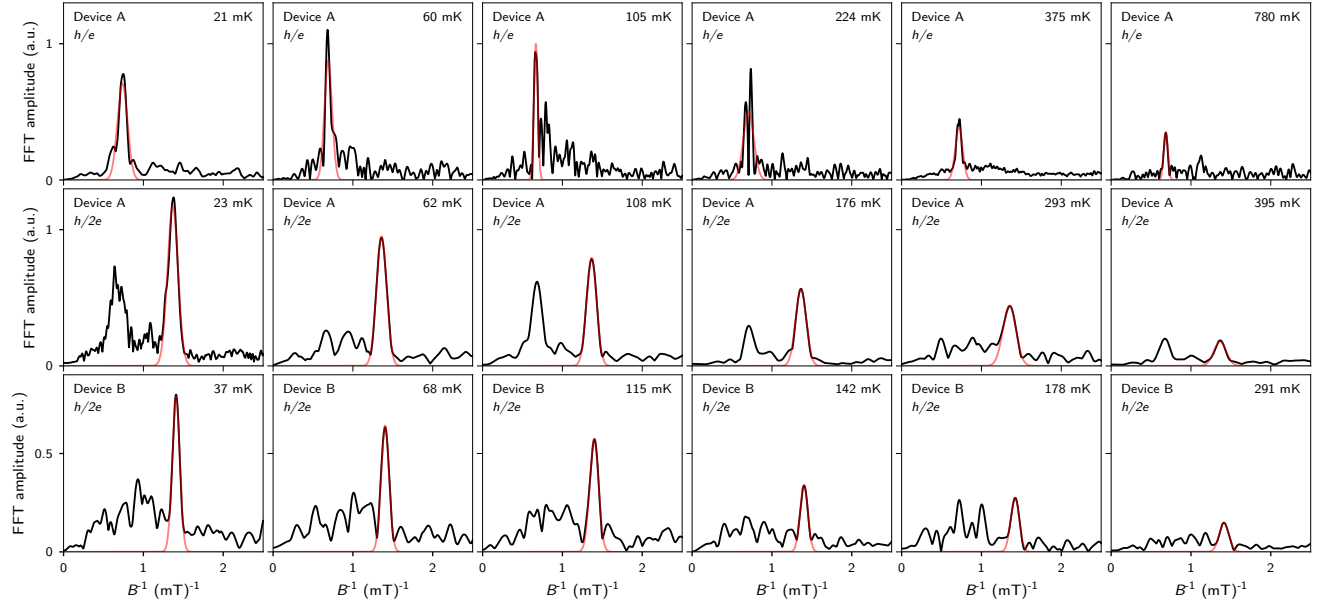 Device A 21 mK
h/e
Device A 60 mK
h/e
Device A 105 mK
h/e
Device A 224 mK
h/e
Device A 375 mK
h/e
Device A 780 mK
h/e
FFT amplitude (a.u.)
1
0
Device A 23 mK
h/2e
Device A 62 mK
h/2e
Device A 108 mK
h/2e
Device A 176 mK
h/2e
Device A 293 mK
h/2e
Device A 395 mK
h/2e
FFT amplitude (a.u.)
1
0
Device B 37 mK
h/2e
Device B 68 mK
h/2e
Device B 115 mK
h/2e
Device B 142 mK
h/2e
Device B 178 mK
h/2e
Device B 291 mK
h/2e
FFT amplitude (a.u.)
0.5
0
0 1 2
0 1 2
0 1 2
0 1 2
0 1 2
0 1 2
B⁻¹ (mT)⁻¹
B⁻¹ (mT)⁻¹
B⁻¹ (mT)⁻¹
B⁻¹ (mT)⁻¹
B⁻¹ (mT)⁻¹
B⁻¹ (mT)⁻¹